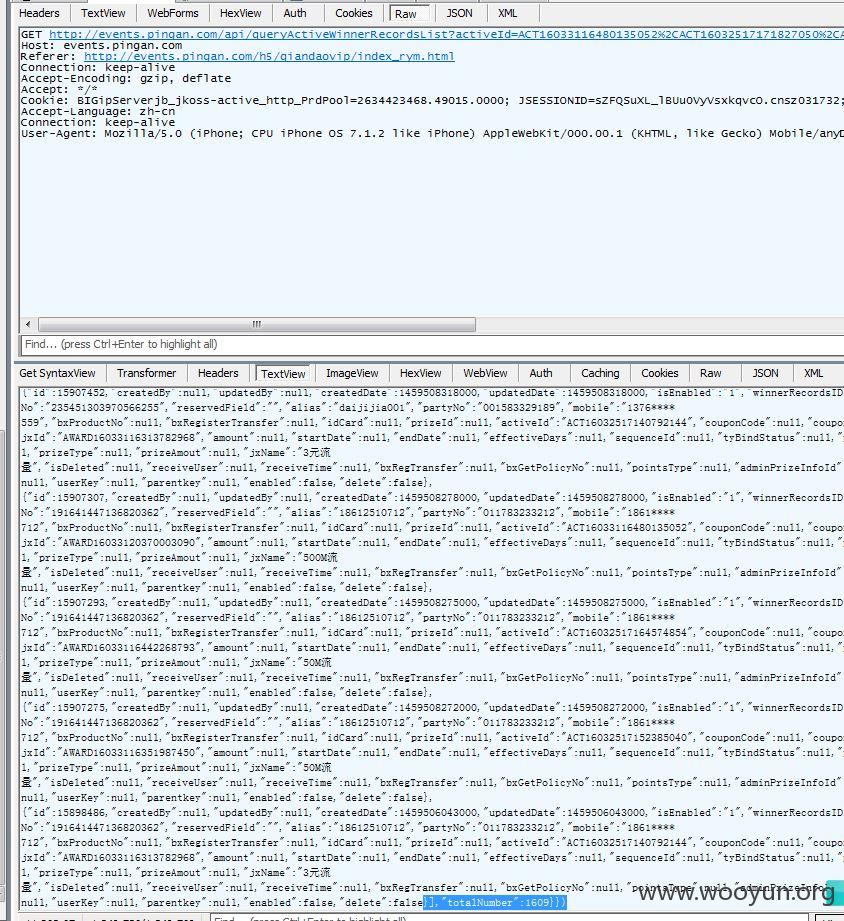 Headers TextView WebForms HexView Auth Cookies Raw JSON XML
GET http://events.pingan.com/api/queryActiveWinnerRecordsList?activeId=ACT16033116480135052%2CACT16032517171827050%2CA
Host: events.pingan.com
Referer: http://events.pingan.com/h5/qiandaovip/index_rym.html
Connection: keep-alive
Accept-Encoding: gzip, deflate
Accept: */*
Cookie: BIGipServerjb_jkoss-active_http_PrdPool=2634423468.49015.0000; JSESSIONID=sZFQSuXL_lBUu0VyVsxkqvcO.cnsz031732;
Accept-Language: zh-cn
Connection: keep-alive
User-Agent: Mozilla/5.0 (iPhone; CPU iPhone OS 7.1.2 like iPhone) AppleWebKit/000.00.1 (KHTML, like Gecko) Mobile/anyD
Find... (press Ctrl+Enter to highlight all)
Get SyntaxView Transformer Headers TextView ImageView HexView WebView Auth Caching Cookies Raw JSON XML
{"id":15907452,"createdBy":null,"updatedBy":null,"createdDate":1459508318000,"updatedDate":1459508318000,"isEnabled":"1","winnerRecordsID
No":"235451303970566255","reservedField":"","alias":"daijijia001","partyNo":"001583329189","mobile":"1376****
559","bxProductNo":null,"bxRegisterTransfer":null,"idCard":null,"prizeId":null,"activeId":"ACT16032517140792144","couponCode":null,"coupo
jxId":"AWARD16033116313782968","amount":null,"startDate":null,"endDate":null,"effectiveDays":null,"sequenceId":null,"tyBindStatus":null,"j
1,"prizeType":null,"prizeAmout":null,"jxName":"3元流
量","isDeleted":null,"receiveUser":null,"receiveTime":null,"bxRegTransfer":null,"bxGetPolicyNo":null,"pointsType":null,"adminPrizeInfoId"
null,"userKey":null,"parentkey":null,"enabled":false,"delete":false},
{"id":15907307,"createdBy":null,"updatedBy":null,"createdDate":1459508278000,"updatedDate":1459508278000,"isEnabled":"1","winnerRecordsID
No":"191641447136820362","reservedField":"","alias":"18612510712","partyNo":"011783233212","mobile":"1861****
712","bxProductNo":null,"bxRegisterTransfer":null,"idCard":null,"prizeId":null,"activeId":"ACT16033116480135052","couponCode":null,"coupo
jxId":"AWARD16033120370003090","amount":null,"startDate":null,"endDate":null,"effectiveDays":null,"sequenceId":null,"tyBindStatus":null,"j
1,"prizeType":null,"prizeAmout":null,"jxName":"500M流
量","isDeleted":null,"receiveUser":null,"receiveTime":null,"bxRegTransfer":null,"bxGetPolicyNo":null,"pointsType":null,"adminPrizeInfoId"
null,"userKey":null,"parentkey":null,"enabled":false,"delete":false},
{"id":15907293,"createdBy":null,"updatedBy":null,"createdDate":1459508275000,"updatedDate":1459508275000,"isEnabled":"1","winnerRecordsID
No":"191641447136820362","reservedField":"","alias":"18612510712","partyNo":"011783233212","mobile":"1861****
712","bxProductNo":null,"bxRegisterTransfer":null,"idCard":null,"prizeId":null,"activeId":"ACT16032517164574854","couponCode":null,"coupo
jxId":"AWARD16033116442268793","amount":null,"startDate":null,"endDate":null,"effectiveDays":null,"sequenceId":null,"tyBindStatus":null,"j
1,"prizeType":null,"prizeAmout":null,"jxName":"50M流
量","isDeleted":null,"receiveUser":null,"receiveTime":null,"bxRegTransfer":null,"bxGetPolicyNo":null,"pointsType":null,"adminPrizeInfoId"
null,"userKey":null,"parentkey":null,"enabled":false,"delete":false},
{"id":15907275,"createdBy":null,"updatedBy":null,"createdDate":1459508272000,"updatedDate":1459508272000,"isEnabled":"1","winnerRecordsID
No":"191641447136820362","reservedField":"","alias":"18612510712","partyNo":"011783233212","mobile":"1861****
712","bxProductNo":null,"bxRegisterTransfer":null,"idCard":null,"prizeId":null,"activeId":"ACT16032517152385040","couponCode":null,"coupo
jxId":"AWARD16033116351987450","amount":null,"startDate":null,"endDate":null,"effectiveDays":null,"sequenceId":null,"tyBindStatus":null,"j
1,"prizeType":null,"prizeAmout":null,"jxName":"50M流
量","isDeleted":null,"receiveUser":null,"receiveTime":null,"bxRegTransfer":null,"bxGetPolicyNo":null,"pointsType":null,"adminPrizeInfoId"
null,"userKey":null,"parentkey":null,"enabled":false,"delete":false},
{"id":15898486,"createdBy":null,"updatedBy":null,"createdDate":1459506043000,"updatedDate":1459506043000,"isEnabled":"1","winnerRecordsID
No":"191641447136820362","reservedField":"","alias":"18612510712","partyNo":"011783233212","mobile":"1861****
712","bxProductNo":null,"bxRegisterTransfer":null,"idCard":null,"prizeId":null,"activeId":"ACT16032517140792144","couponCode":null,"coupo
jxId":"AWARD16033116313782968","amount":null,"startDate":null,"endDate":null,"effectiveDays":null,"sequenceId":null,"tyBindStatus":null,"j
1,"prizeType":null,"prizeAmout":null,"jxName":"3元流
量","isDeleted":null,"receiveUser":null,"receiveTime":null,"bxRegTransfer":null,"bxGetPolicyNo":null,"pointsType":null,"adminPrizeInfoId"
null,"userKey":null,"parentkey":null,"enabled":false,"delete":false}],"totalNumber":1609}})
www.wooyun.org